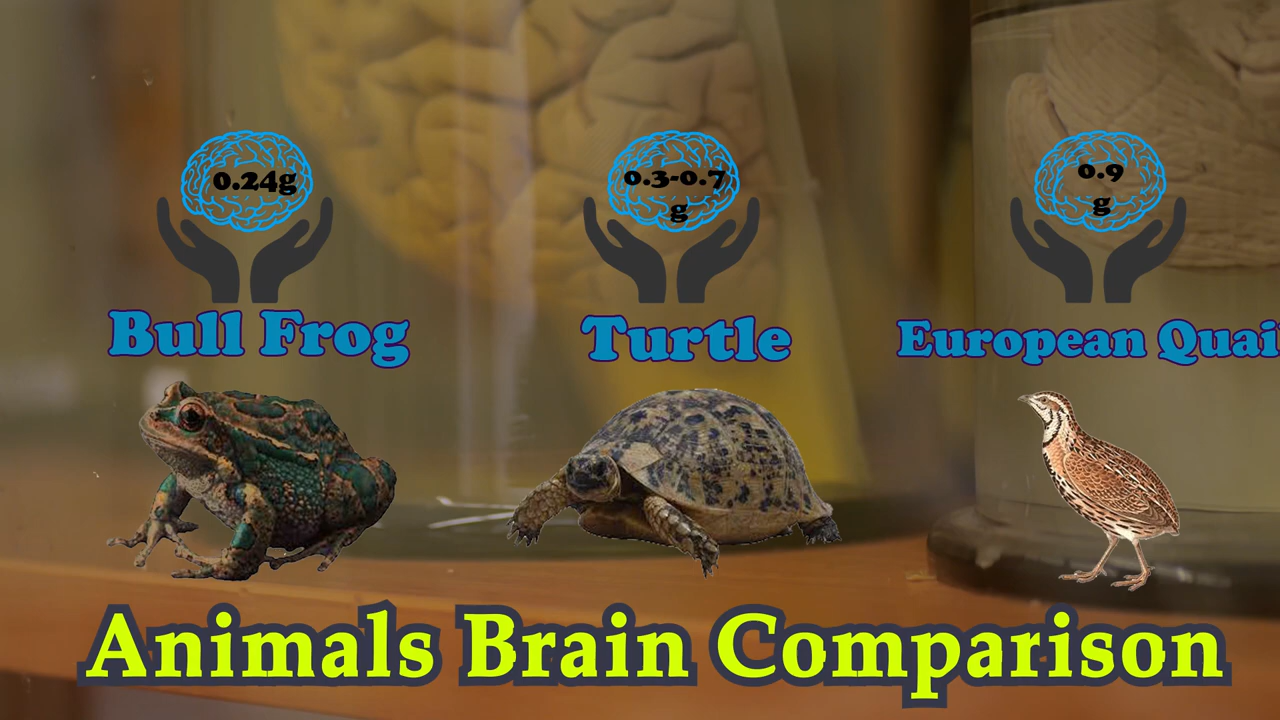 0.24g
0.3-0.7
g
0.9
g
Bull Frog
Turtle
European Quai
Animals Brain Comparison